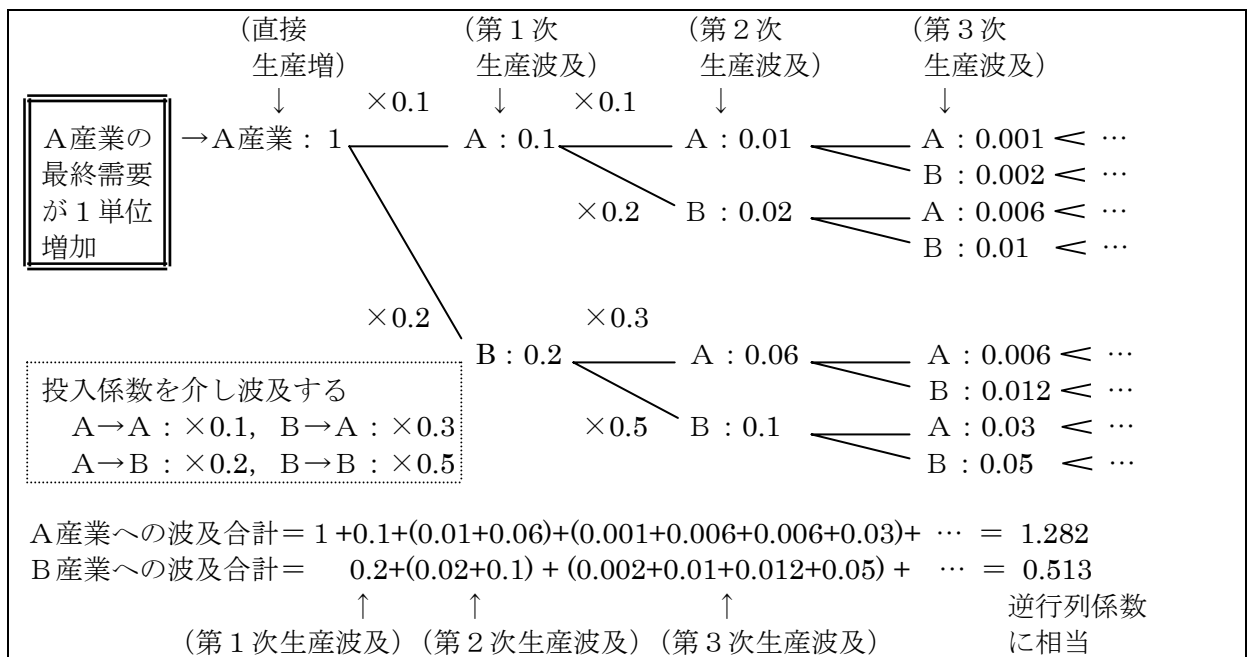 (直接 (第1次 (第2次 (第3次
生産増) 生産波及) 生産波及) 生産波及)
↓ ×0.1 ↓ ×0.1 ↓ ↓
A産業の →A産業：1 A：0.1 A：0.01 A：0.001 < …
最終需要 B：0.002 < …
が1単位 ×0.2 B：0.02 A：0.006 < …
増加 B：0.01 < …
×0.2 ×0.3
B：0.2 A：0.06 A：0.006 < …
投入係数を介し波及する B：0.012 < …
A→A：×0.1, B→A：×0.3 ×0.5 B：0.1 A：0.03 < …
A→B：×0.2, B→B：×0.5 B：0.05 < …
A産業への波及合計＝ 1 +0.1+(0.01+0.06)+(0.001+0.006+0.006+0.03)+ … ＝ 1.282
B産業への波及合計＝ 0.2+(0.02+0.1) + (0.002+0.01+0.012+0.05) + … ＝ 0.513
↑ ↑ ↑ 逆行列係数
(第1次生産波及) (第2次生産波及) (第3次生産波及) に相当